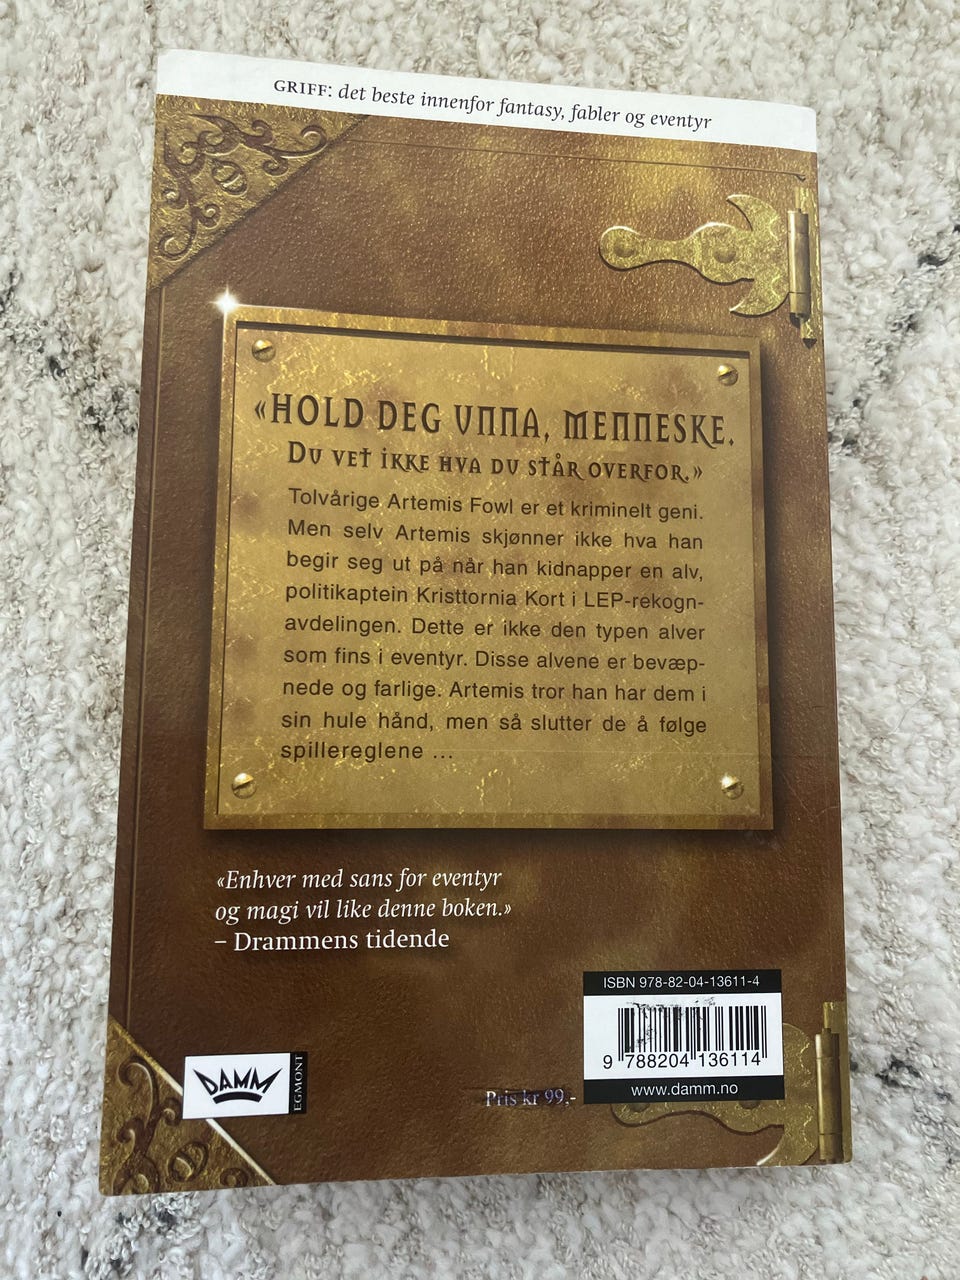 GRIFF: det beste innenfor fantasy, fabler og eventyr
«HOLD DEG UNNA, MENNESKE.
DU VET IKKE HVA DU STÅR OVERFOR.»
Tolvårige Artemis Fowl er et kriminelt geni.
Men selv Artemis skjønner ikke hva han
begir seg ut på når han kidnapper en alv,
politikaptein Kristtornia Kort i LEP-rekogn-
avdelingen. Dette er ikke den typen alver
som fins i eventyr. Disse alvene er bevæp-
nede og farlige. Artemis tror han har dem i
sin hule hånd, men så slutter de å følge
spillereglene ...
«Enhver med sans for eventyr
og magi vil like denne boken.»
– Drammens tidende
ISBN 978-82-04-13611-4
9 788204 136114
www.damm.no
DAMM
EGMONT
Pris kr 99,-